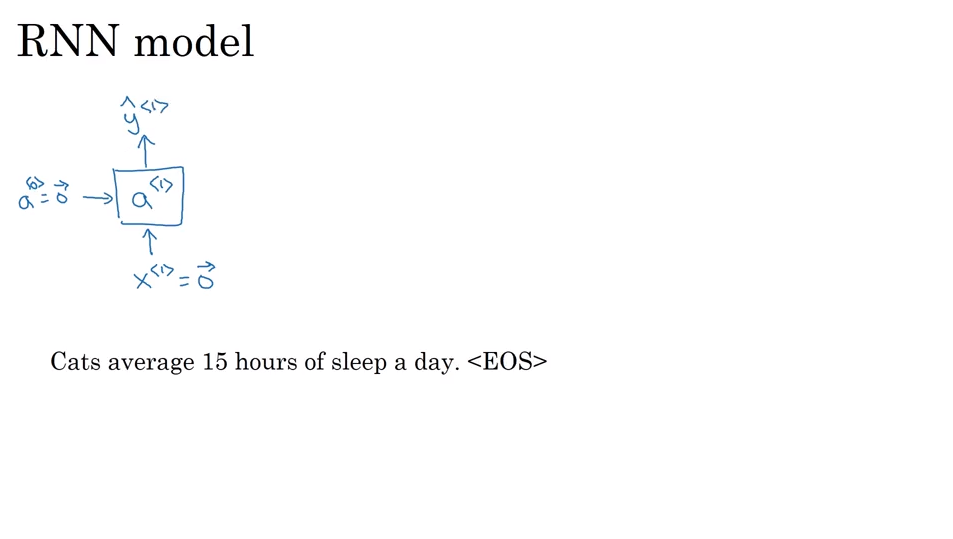 RNN model
ŷ<1>
a<0> = 0⃗ → a<1>
x<1> = 0⃗
Cats average 15 hours of sleep a day. <EOS>